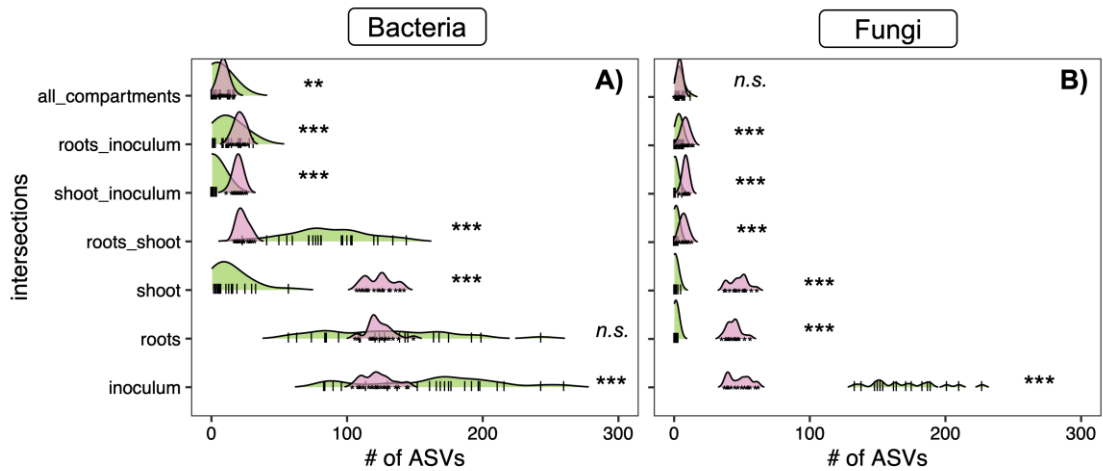 Bacteria
Fungi
A)
B)
intersections
all_compartments
**
n.s.
roots_inoculum
***
***
shoot_inoculum
***
***
roots_shoot
***
***
shoot
***
***
roots
n.s.
***
inoculum
***
***
0 100 200 300
0 100 200 300
# of ASVs
# of ASVs